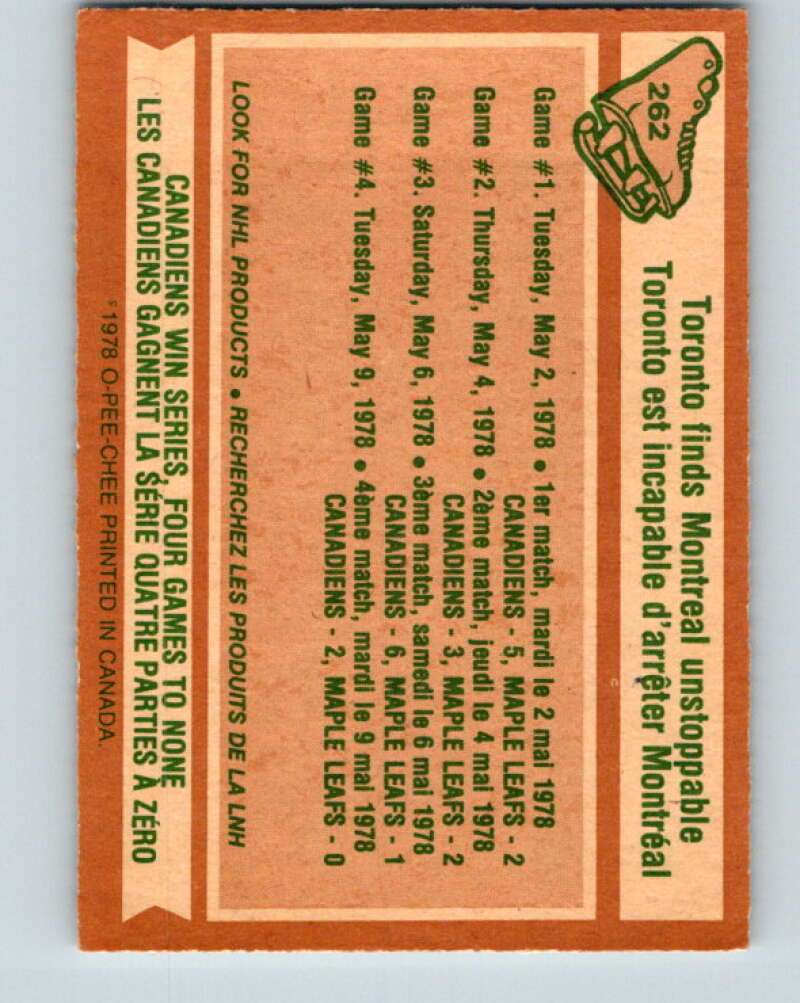 262
Toronto finds Montreal unstoppable
Toronto est incapable d'arrêter Montréal
Game #1. Tuesday, May 2, 1978 • 1er match, mardi le 2 mai 1978
CANADIENS - 5, MAPLE LEAFS - 2
Game #2. Thursday, May 4, 1978 • 2ème match, jeudi le 4 mai 1978
CANADIENS - 3, MAPLE LEAFS - 2
Game #3. Saturday, May 6, 1978 • 3ème match, samedi le 6 mai 1978
CANADIENS - 6, MAPLE LEAFS - 1
Game #4. Tuesday, May 9, 1978 • 4ème match, mardi le 9 mai 1978
CANADIENS - 2, MAPLE LEAFS - 0
LOOK FOR NHL PRODUCTS • RECHERCHEZ LES PRODUITS DE LA LNH
CANADIENS WIN SERIES, FOUR GAMES TO NONE
LES CANADIENS GAGNENT LA SÉRIE QUATRE PARTIES À ZÉRO
©1978 O-PEE-CHEE PRINTED IN CANADA.